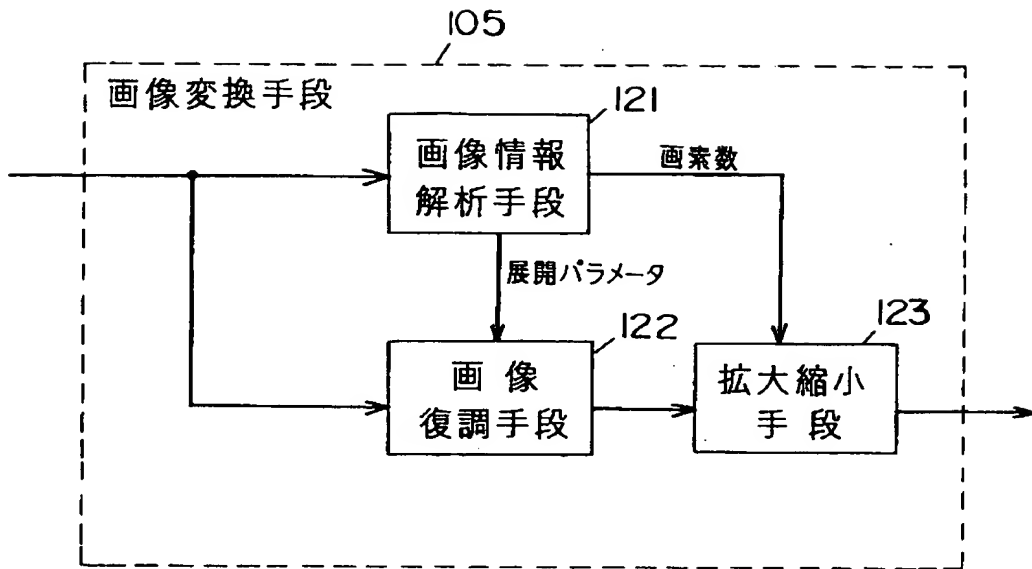 105
画像変換手段
121
画像情報
解析手段
画素数
展開パラメータ
122
画像
復調手段
123
拡大縮小
手段